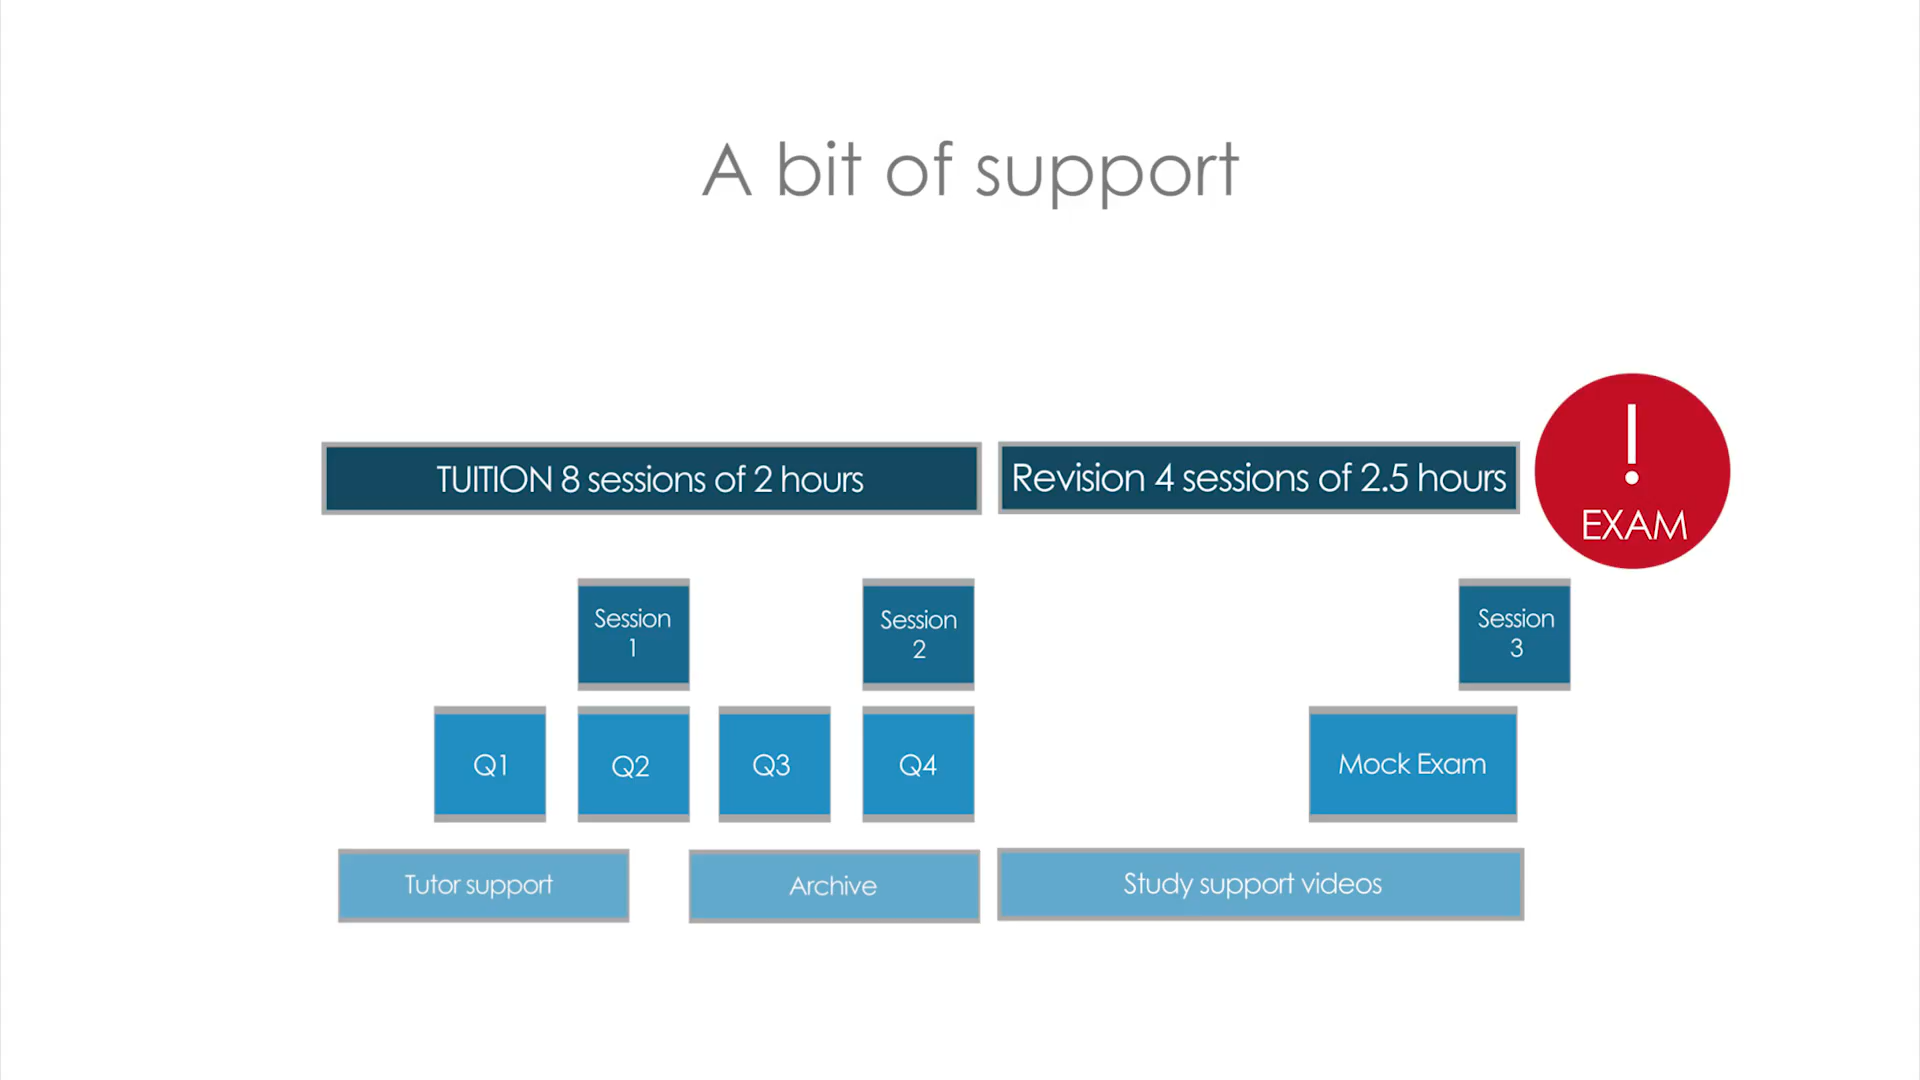 A bit of support
TUITION 8 sessions of 2 hours
Revision 4 sessions of 2.5 hours
!
EXAM
Session
1
Session
2
Session
3
Q1
Q2
Q3
Q4
Mock Exam
Tutor support
Archive
Study support videos